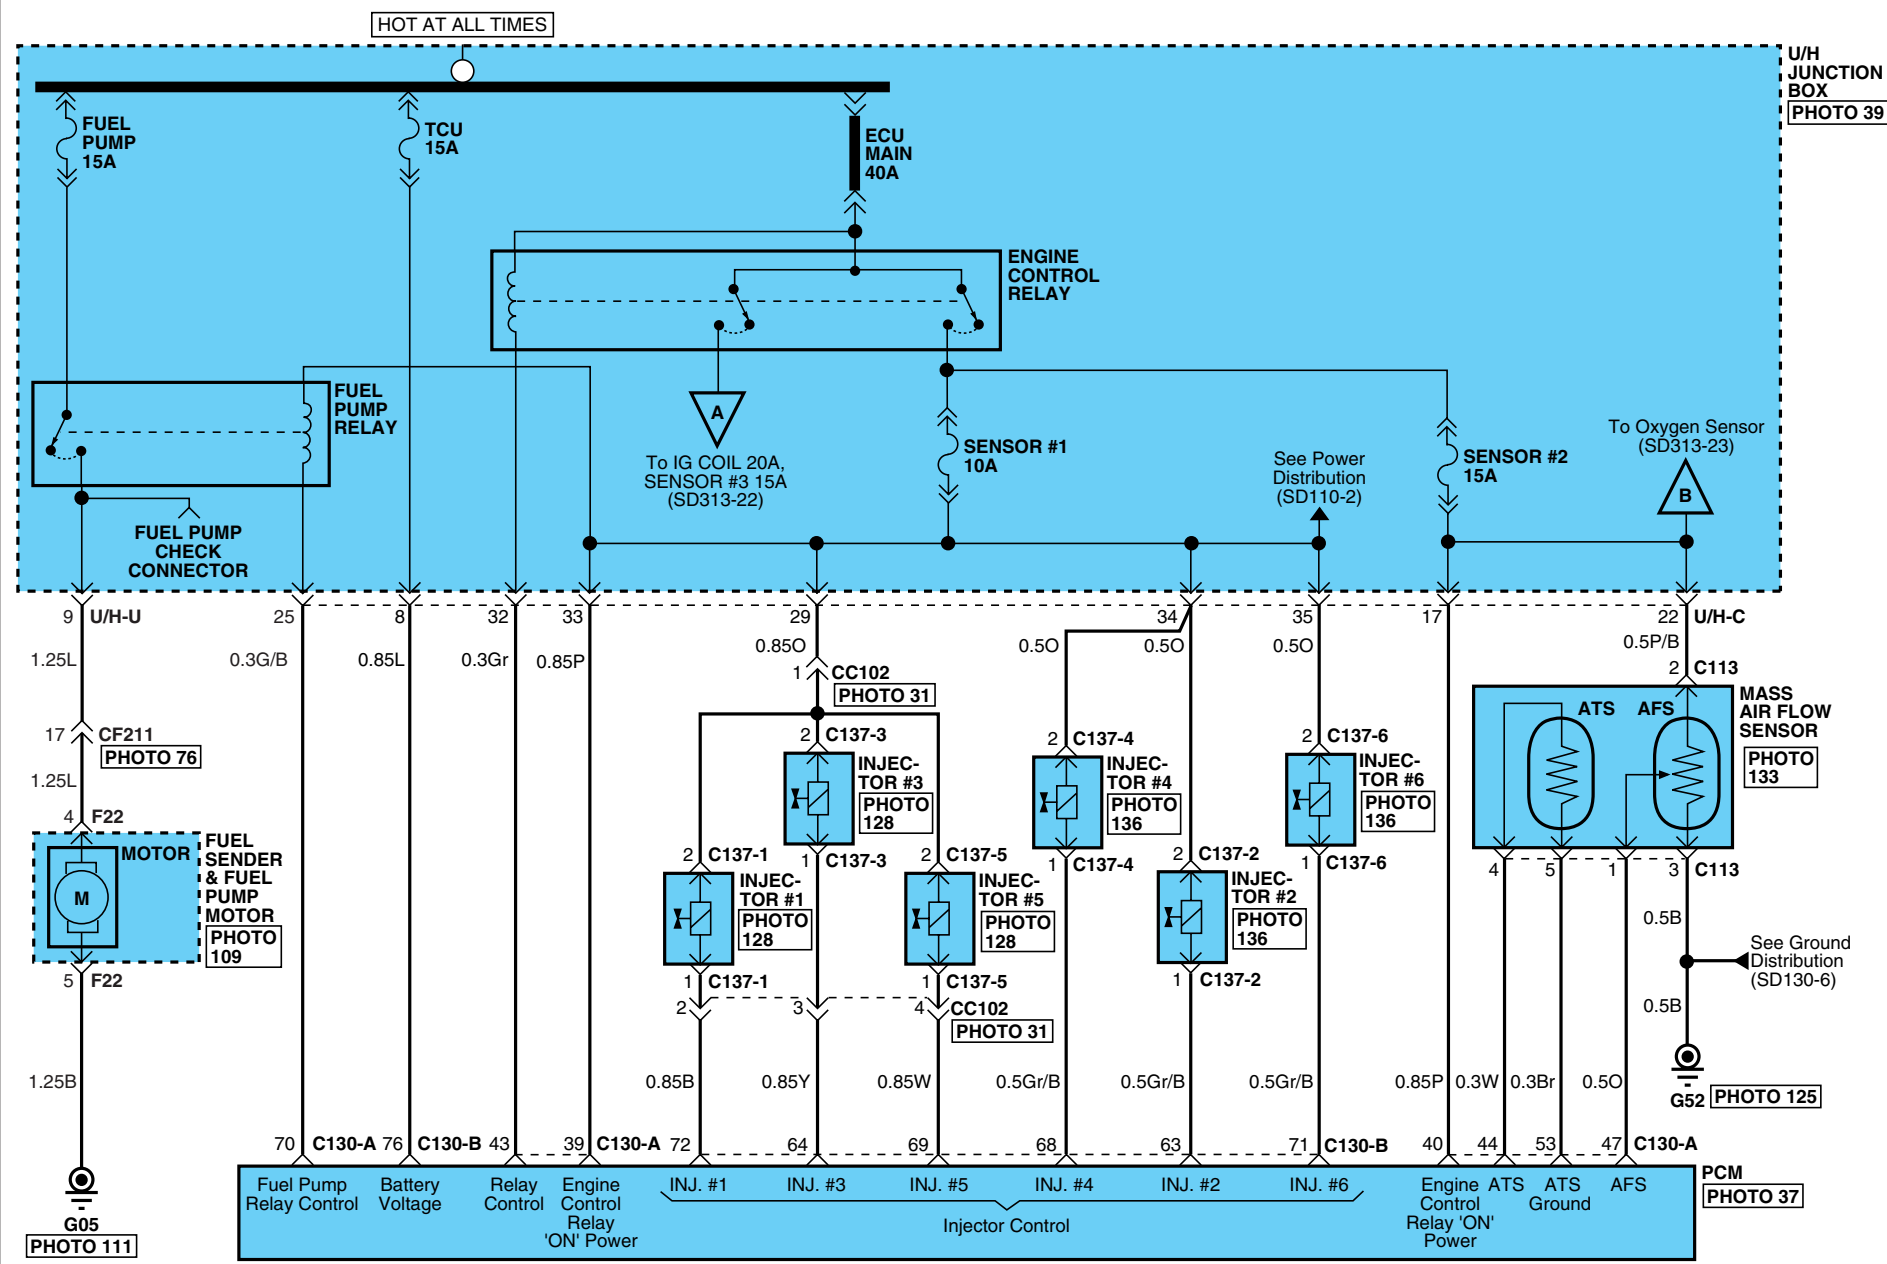 HOT AT ALL TIMES
U/H
JUNCTION
BOX
PHOTO 39
FUEL
PUMP
15A
TCU
15A
ECU
MAIN
40A
ENGINE
CONTROL
RELAY
FUEL
PUMP
RELAY
A
To IG COIL 20A,
SENSOR #3 15A
(SD313-22)
SENSOR #1
10A
See Power
Distribution
(SD110-2)
SENSOR #2
15A
To Oxygen Sensor
(SD313-23)
B
FUEL PUMP
CHECK
CONNECTOR
9 U/H-U 25 8 32 33 29 34 35 17 22 U/H-C
1.25L 0.3G/B 0.85L 0.3Gr 0.85P 0.85O 0.5O 0.5O 0.5O 0.5P/B
1 CC102
PHOTO 31
2 C113
17 CF211
PHOTO 76
1.25L
4 F22
MOTOR
M
FUEL
SENDER
& FUEL
PUMP
MOTOR
PHOTO
109
5 F22
1.25B
G05
PHOTO 111
2 C137-3
INJEC-
TOR #3
PHOTO
128
1 C137-3
2 C137-1
INJEC-
TOR #1
PHOTO
128
1 C137-1
2 C137-5
INJEC-
TOR #5
PHOTO
128
1 C137-5
2 3 4 CC102
PHOTO 31
2 C137-4
INJEC-
TOR #4
PHOTO
136
1 C137-4
2 C137-2
INJEC-
TOR #2
PHOTO
136
1 C137-2
2 C137-6
INJEC-
TOR #6
PHOTO
136
1 C137-6
ATS AFS
MASS
AIR FLOW
SENSOR
PHOTO
133
4 5 1 3 C113
0.5B
See Ground
Distribution
(SD130-6)
0.5B
G52 PHOTO 125
0.85B 0.85Y 0.85W 0.5Gr/B 0.5Gr/B 0.5Gr/B 0.85P 0.3W 0.3Br 0.5O
70 C130-A 76 C130-B 43 39 C130-A 72 64 69 68 63 71 C130-B 40 44 53 47 C130-A
PCM
PHOTO 37
Fuel Pump
Relay Control
Battery
Voltage
Relay
Control
Engine
Control
Relay
'ON' Power
INJ. #1 INJ. #3 INJ. #5 INJ. #4 INJ. #2 INJ. #6
Injector Control
Engine
Control
Relay 'ON'
Power
ATS
ATS
Ground
AFS